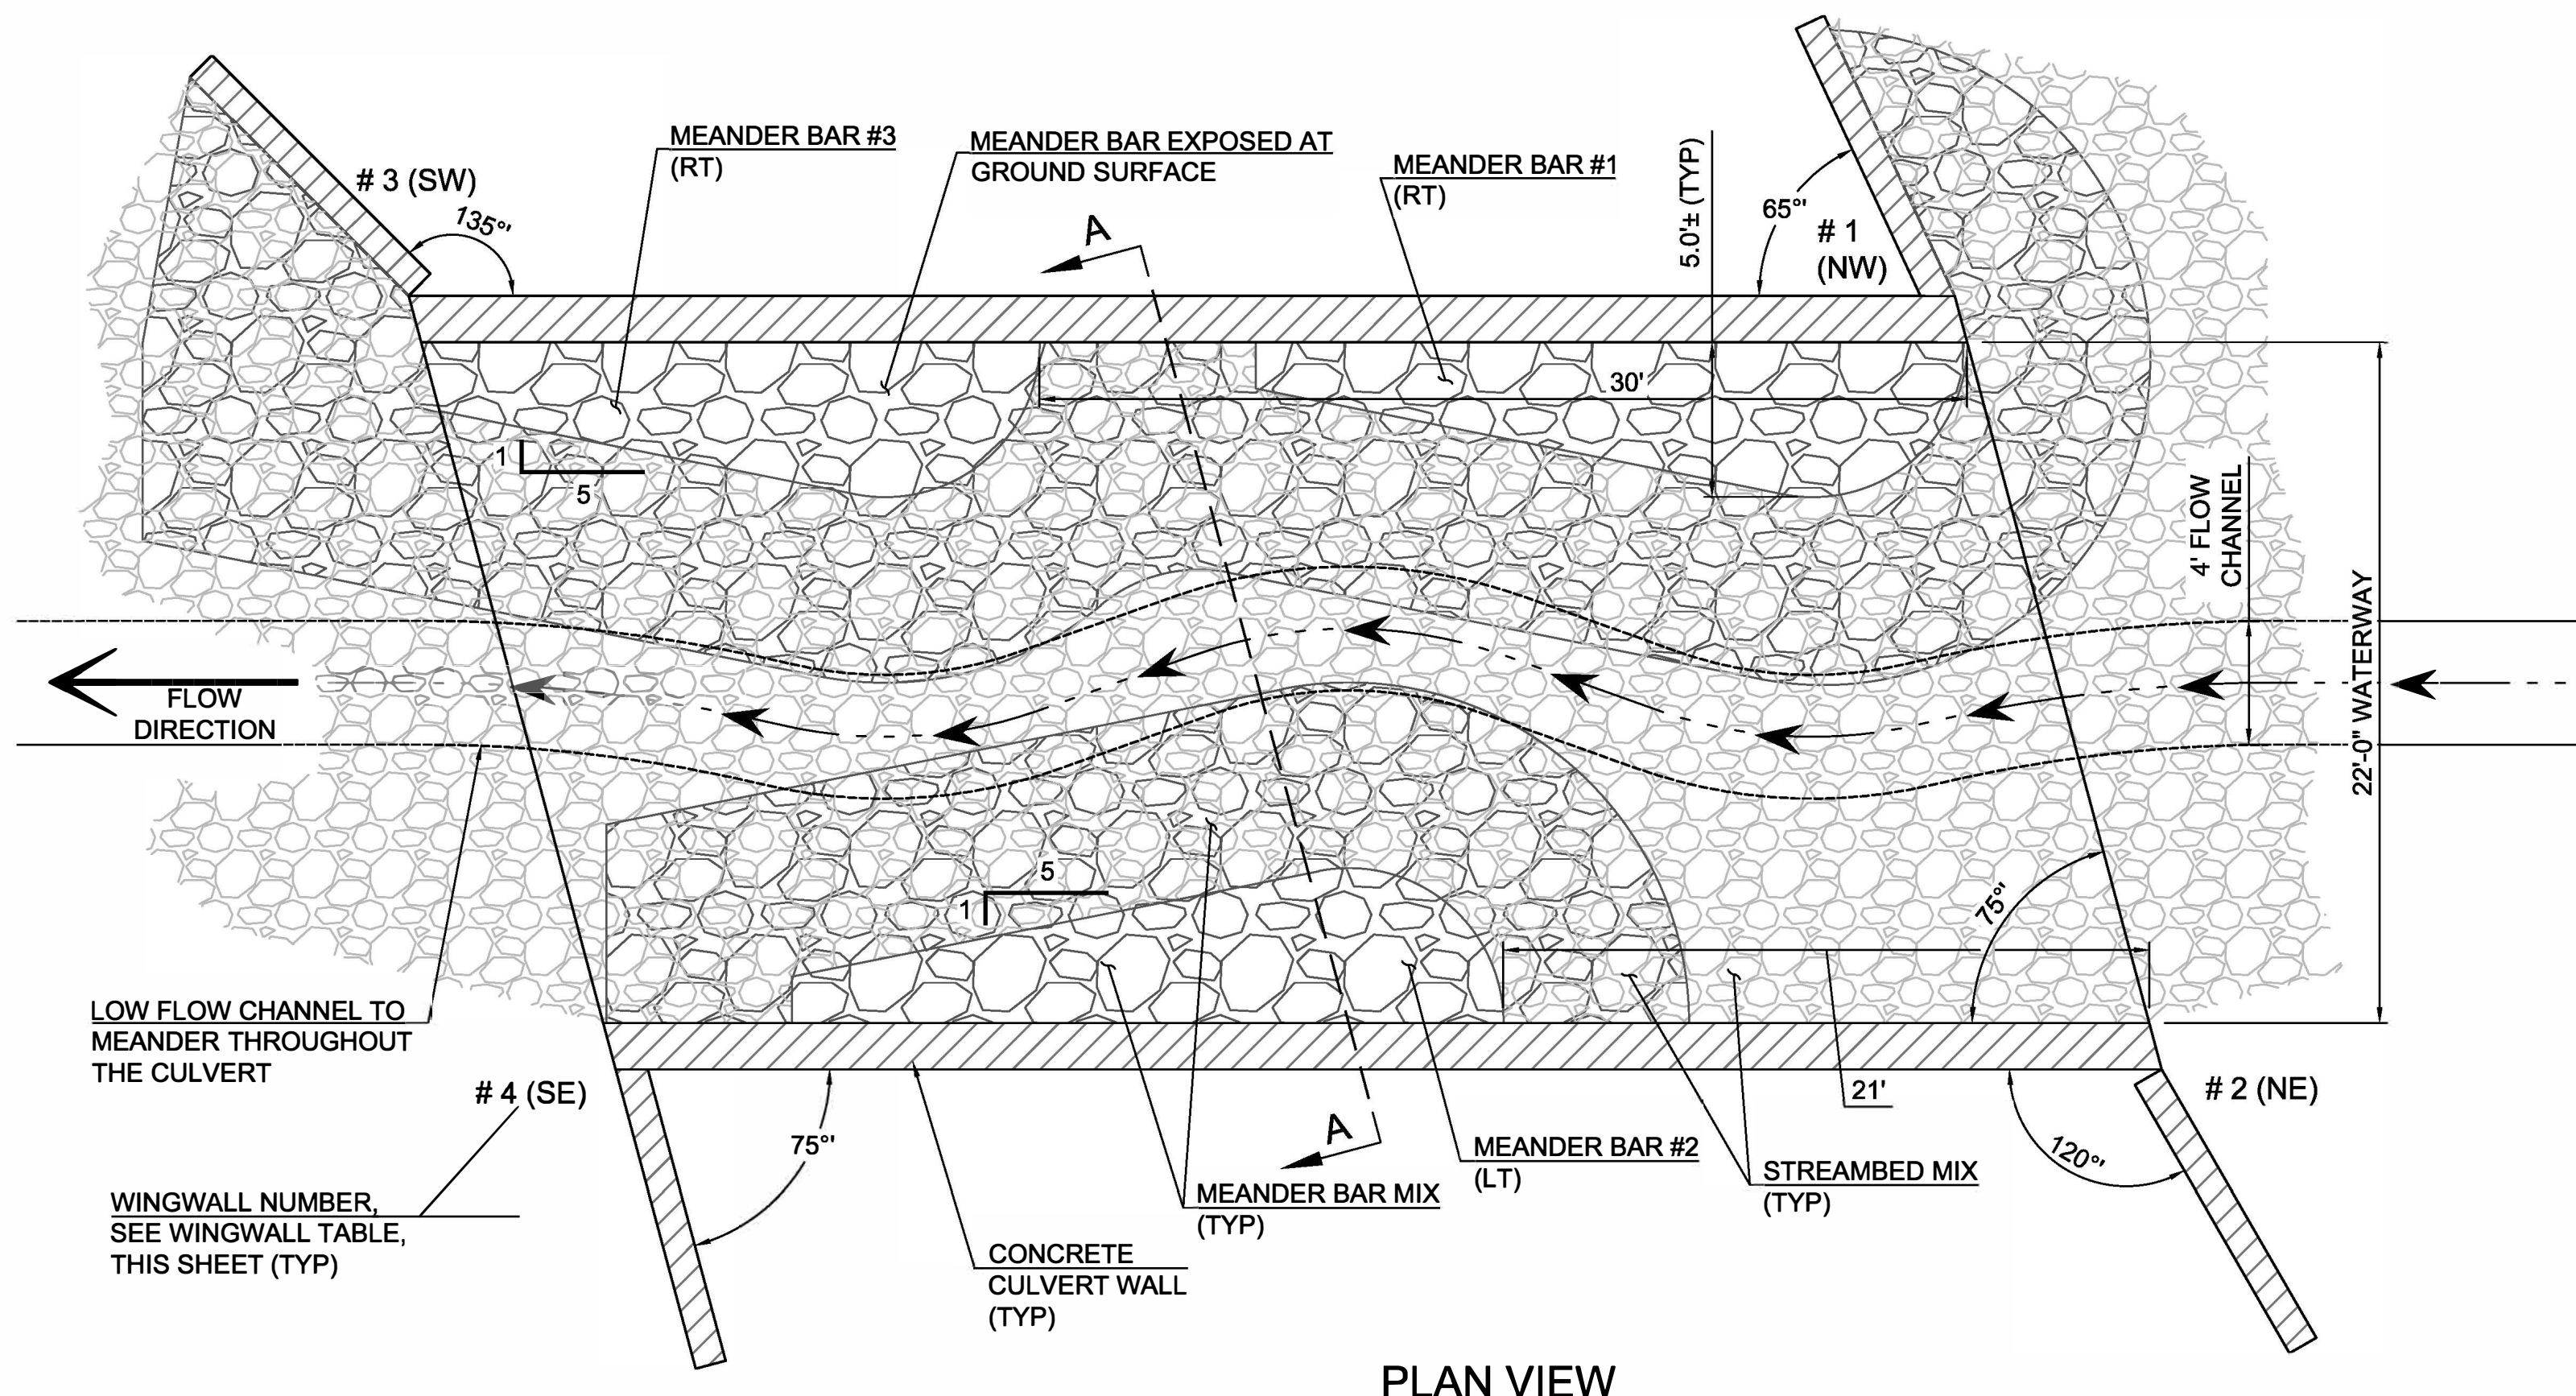 MEANDER BAR #3
(RT)
MEANDER BAR EXPOSED AT
GROUND SURFACE
MEANDER BAR #1
(RT)
5.0'± (TYP)
# 3 (SW)
135°'
A
65°'
# 1
(NW)
30'
1
5
4' FLOW
CHANNEL
22'-0" WATERWAY
FLOW
DIRECTION
5
1
75°'
LOW FLOW CHANNEL TO
MEANDER THROUGHOUT
THE CULVERT
# 4 (SE)
75°'
A
21'
# 2 (NE)
120°'
MEANDER BAR #2
(LT)
STREAMBED MIX
(TYP)
MEANDER BAR MIX
(TYP)
WINGWALL NUMBER,
SEE WINGWALL TABLE,
THIS SHEET (TYP)
CONCRETE
CULVERT WALL
(TYP)
PLAN VIEW